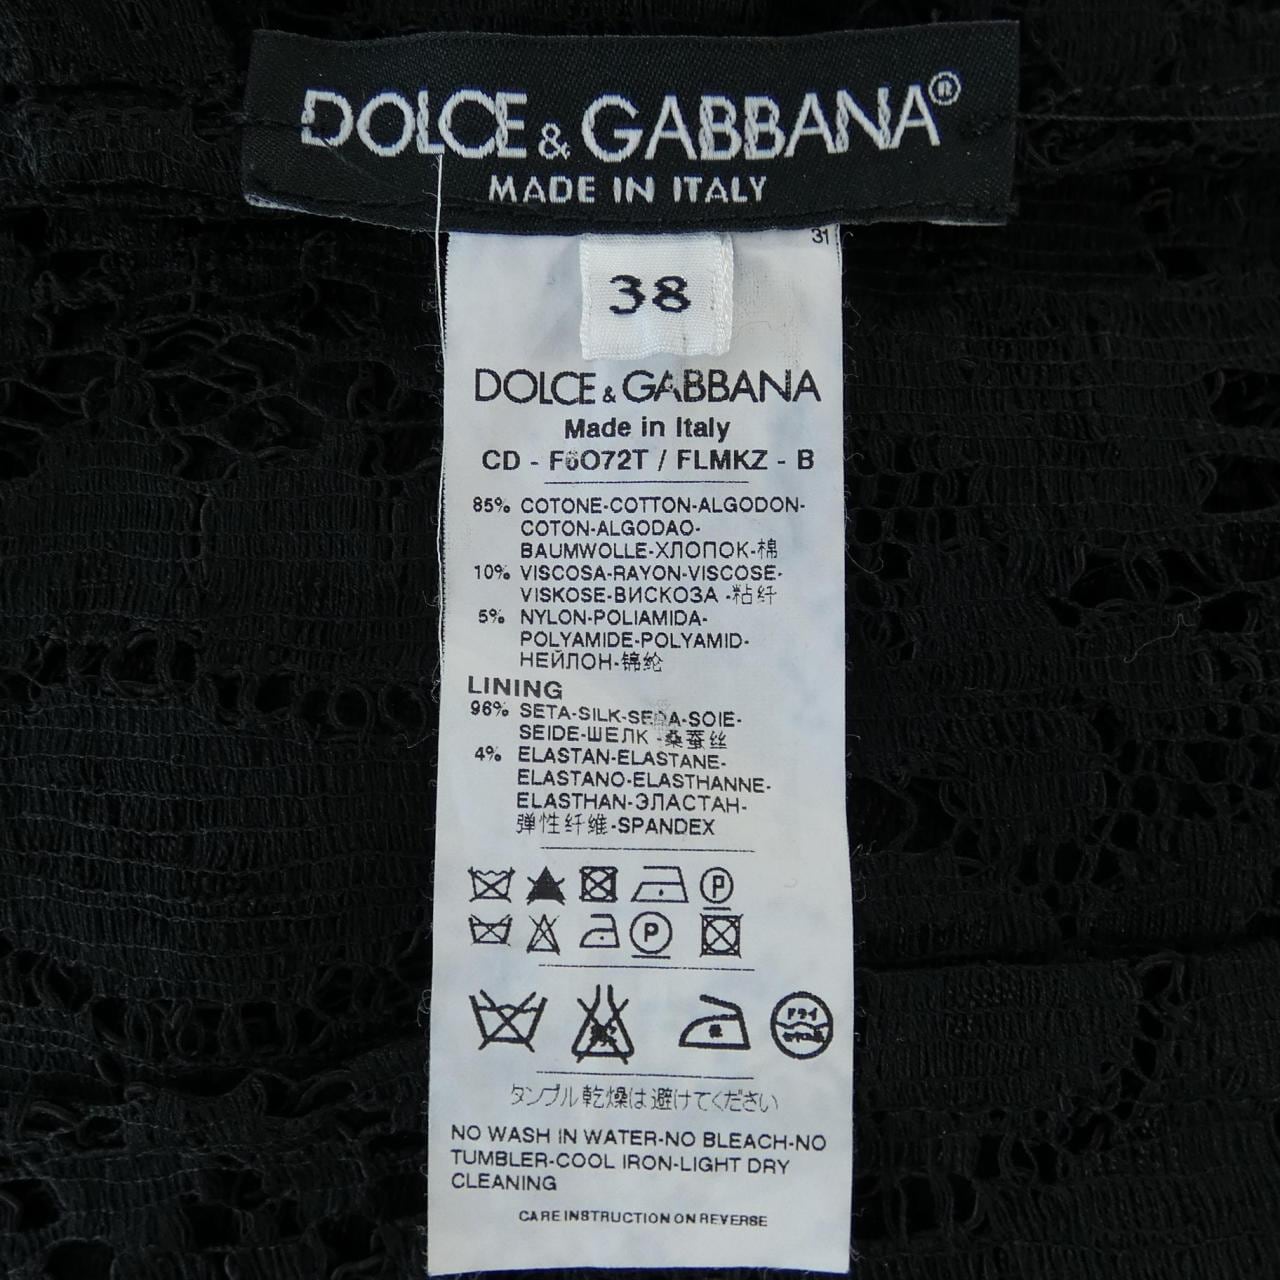 DOLCE & GABBANA®
MADE IN ITALY
31
38
DOLCE & GABBANA
Made in Italy
CD - F6O72T / FLMKZ - B
85% COTONE-COTTON-ALGODON-
COTON-ALGODAO-
BAUMWOLLE-ХЛОПОК-棉
10% VISCOSA-RAYON-VISCOSE-
VISKOSE-ВИСКОЗА -粘纤
5% NYLON-POLIAMIDA-
POLYAMIDE-POLYAMID-
НЕЙЛОН-锦纶
LINING
96% SETA-SILK-SEDA-SOIE-
SEIDE-ШЕЛК -桑蚕丝
4% ELASTAN-ELASTANE-
ELASTANO-ELASTHANNE-
ELASTHAN-ЭЛАСТАН-
弹性纤维-SPANDEX
P
P
ドライ
タンブル乾燥は避けてください
NO WASH IN WATER-NO BLEACH-NO
TUMBLER-COOL IRON-LIGHT DRY
CLEANING
CARE INSTRUCTION ON REVERSE